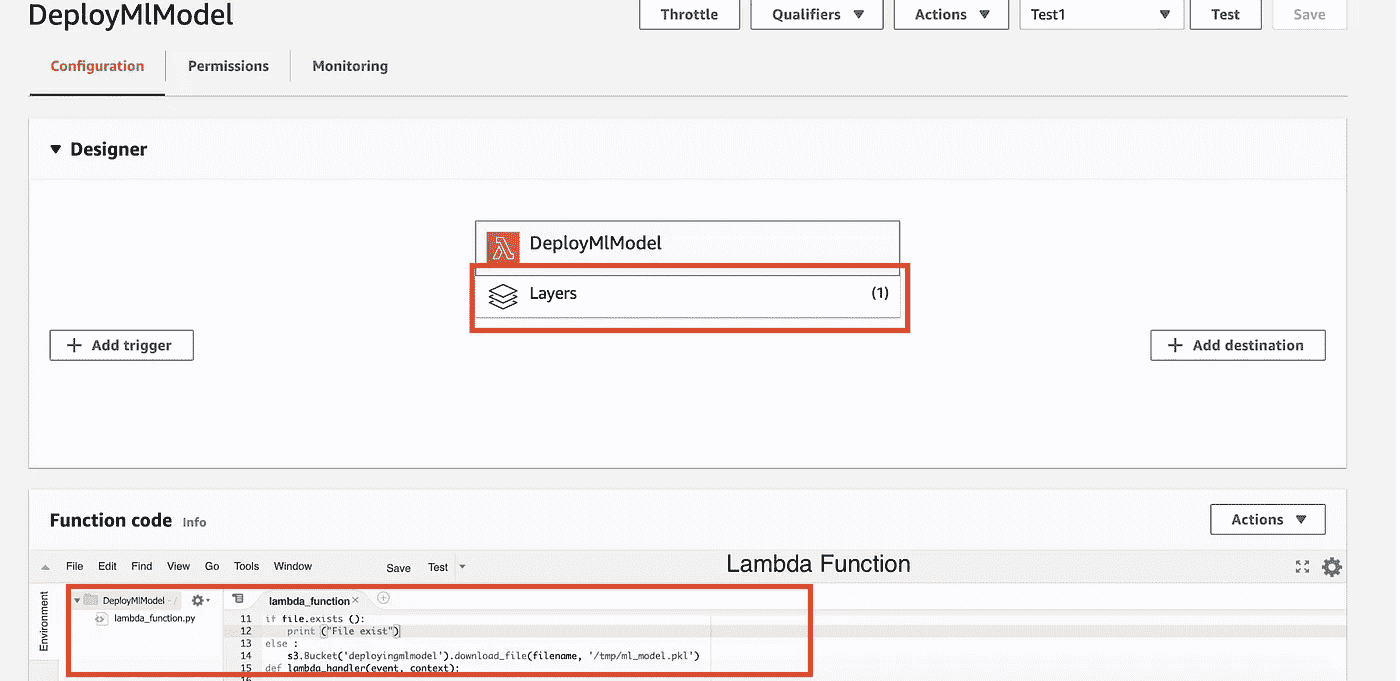 DeployMlModel
Throttle Qualifiers Actions Test1 Test Save
Configuration Permissions Monitoring
Designer
DeployMlModel
Layers (1)
+ Add trigger
+ Add destination
Function code Info
Actions
File Edit Find View Go Tools Window Save Test
Lambda Function
Environment
DeployMlModel - /
lambda_function.py
lambda_function
11 if file.exists ():
12 print ("File exist")
13 else :
14 s3.Bucket('deployingmlmodel').download_file(filename, '/tmp/ml_model.pkl')
15 def lambda_handler(event, context):
16